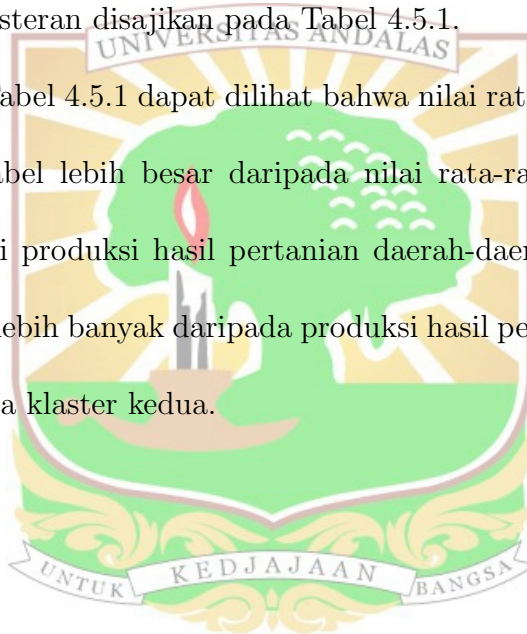 steran disajikan pada Tabel 4.5.1.
UNIVERSITAS ANDALAS
abel 4.5.1 dapat dilihat bahwa nilai rat
bel lebih besar daripada nilai rata-ra
i produksi hasil pertanian daerah-daer
lebih banyak daripada produksi hasil pe
a klaster kedua.
UNTUK KEDJAJAAN BANGSA